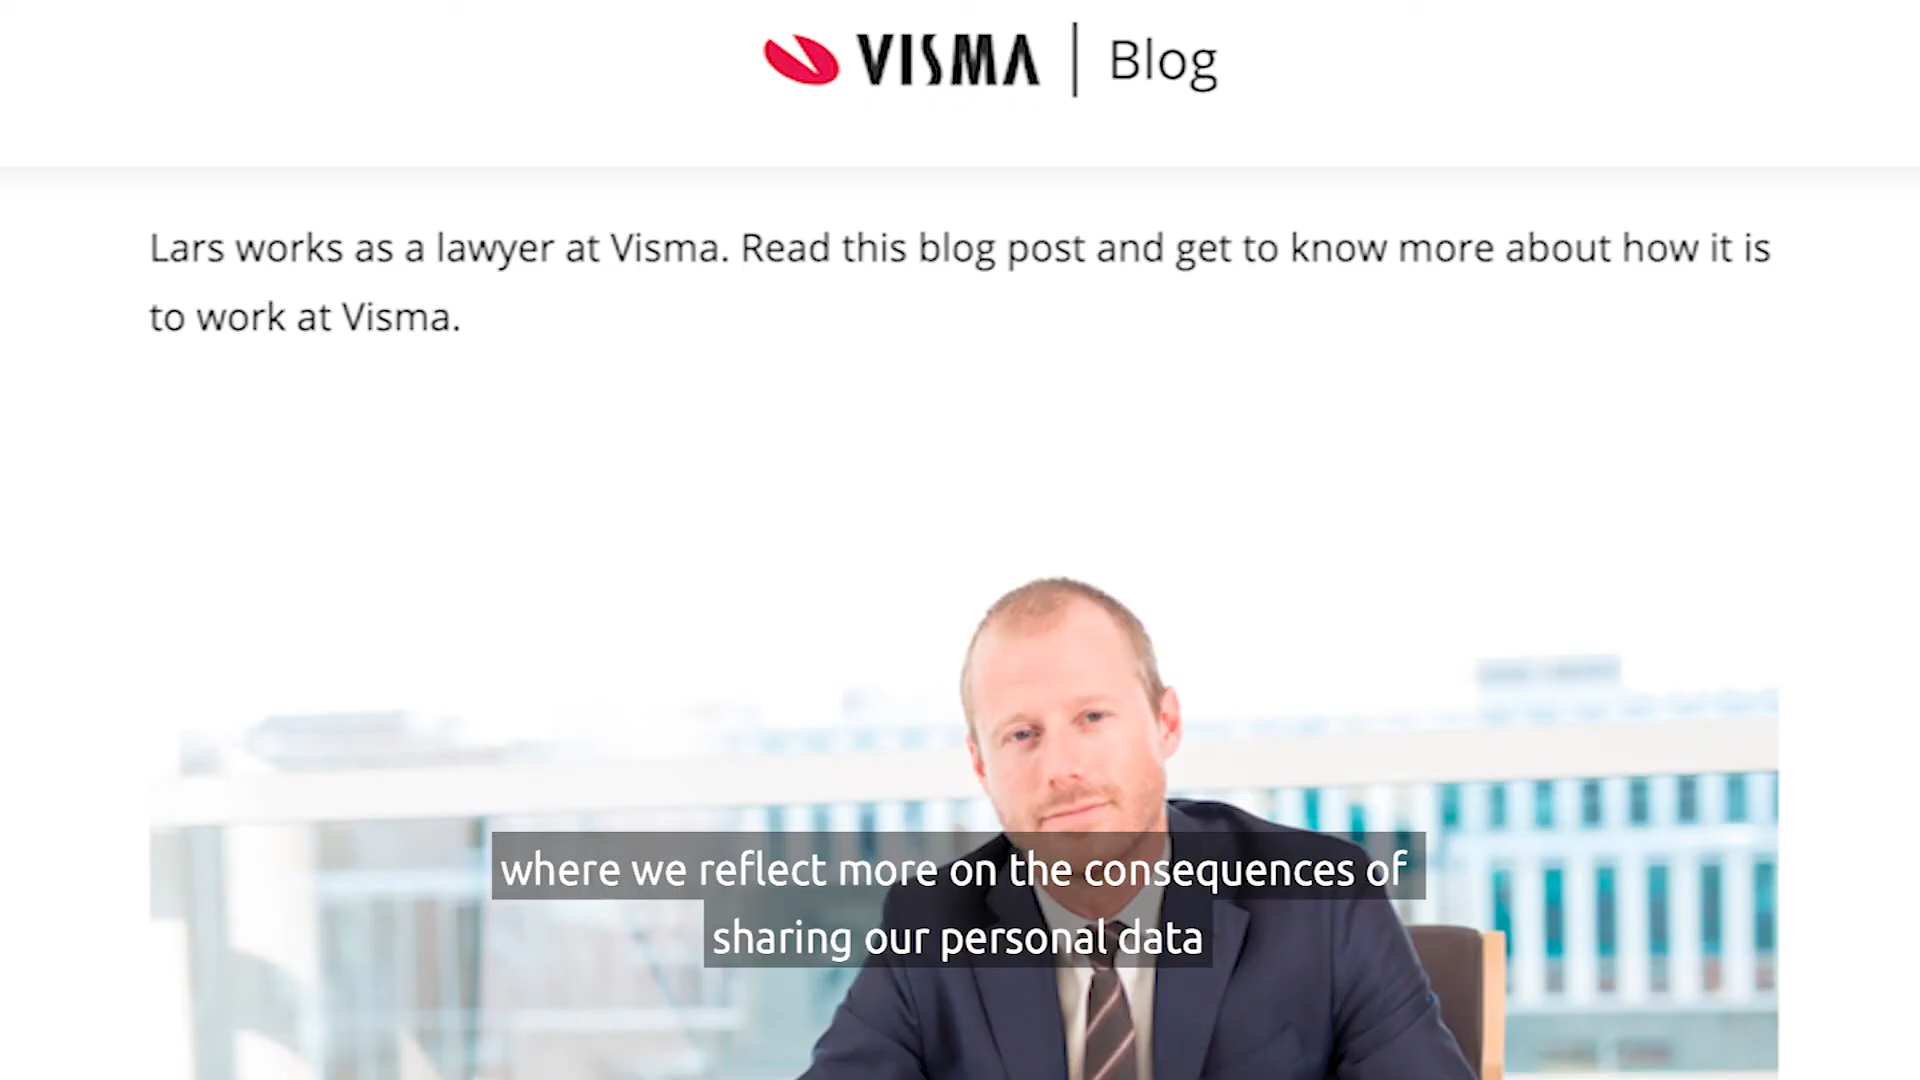 VISMA | Blog
Lars works as a lawyer at Visma. Read this blog post and get to know more about how it is
to work at Visma.
where we reflect more on the consequences of
sharing our personal data